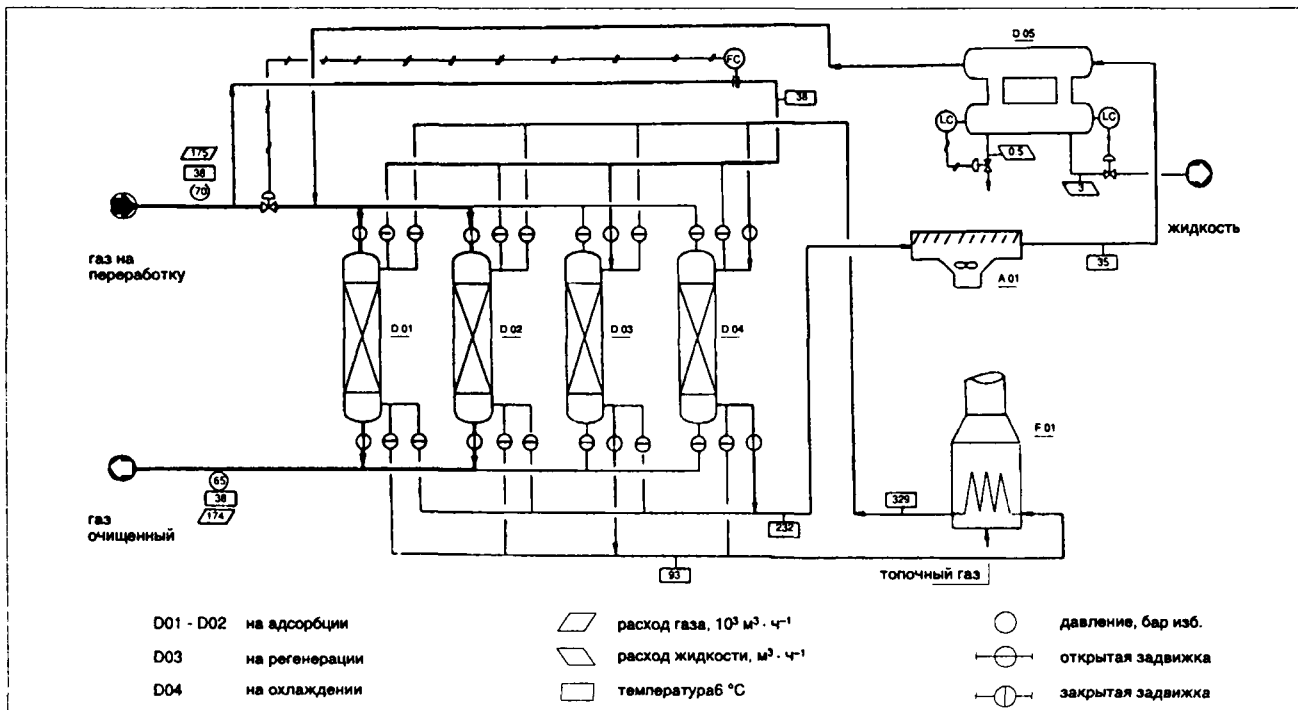 D 05
FC
38
LC
LC
175
0.5
38
70
3
газ на
переработку
жидкость
35
A 01
D 01
D 02
D 03
D 04
F 01
65
38
174
329
232
газ
очищенный
93
топочный газ
D01 - D02 на адсорбции
расход газа, 10³ м³ · ч⁻¹
давление, бар изб.
D03 на регенерации
расход жидкости, м³ · ч⁻¹
открытая задвижка
D04 на охлаждении
температура6 °C
закрытая задвижка